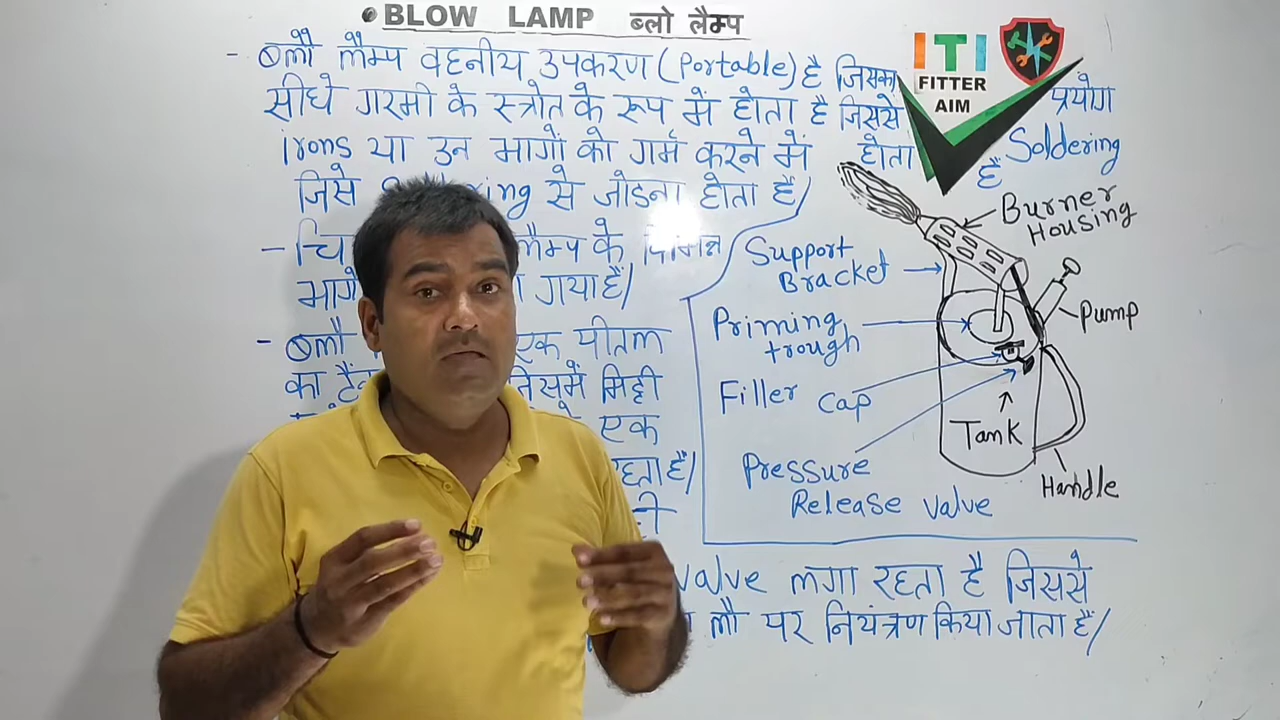 • BLOW LAMP ब्लो लैम्प
ITI
FITTER
AIM
- ब्लौ लैम्प वहनीय उपकरण (Portable) है जिसका प्रयोग
सीधे गरमी के स्त्रोत के रूप में होता है जिससे Soldering
irons या उन भागों को गर्म करने में होता है
जिसे से जोडना होता हैं/
- लैम्प के
गया हैं/
- ब्लौ एक पीतल
का जिसमें मिट्टी
एक
रहता हैं/
valve लगा रहता है जिससे
लौ पर नियंत्रण किया जाता हैं/
Burner
Housing
Support
Bracket
Pump
Priming
trough
Filler cap
Tank
Pressure
Release valve
Handle